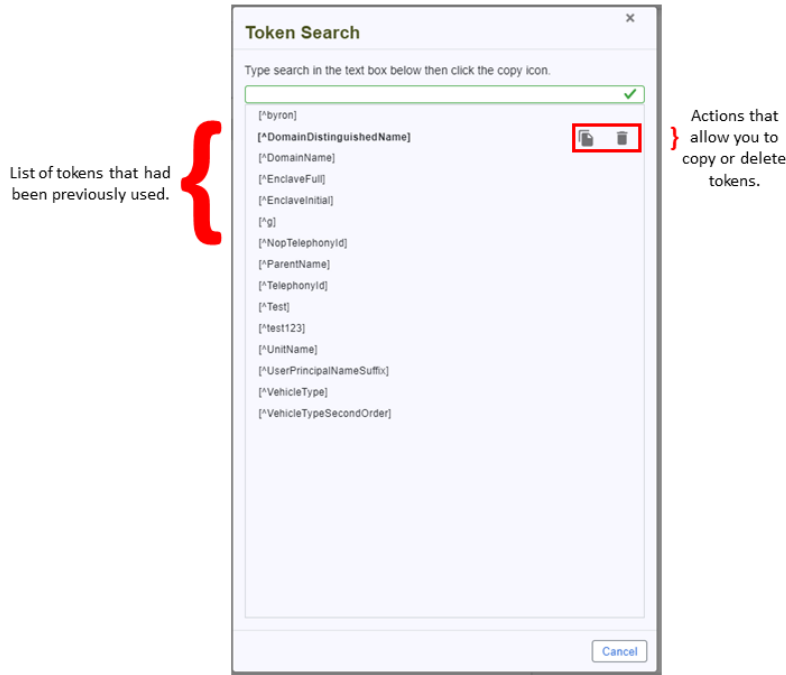 Token Search
Type search in the text box below then click the copy icon.
[^byron]
[^DomainDistinguishedName]
[^DomainName]
[^EnclaveFull]
[^EnclaveInitial]
[^g]
[^NopTelephonyId]
[^ParentName]
[^TelephonyId]
[^Test]
[^test123]
[^UnitName]
[^UserPrincipalNameSuffix]
[^VehicleType]
[^VehicleTypeSecondOrder]
Cancel
List of tokens that had
been previously used.
Actions that
allow you to
copy or delete
tokens.